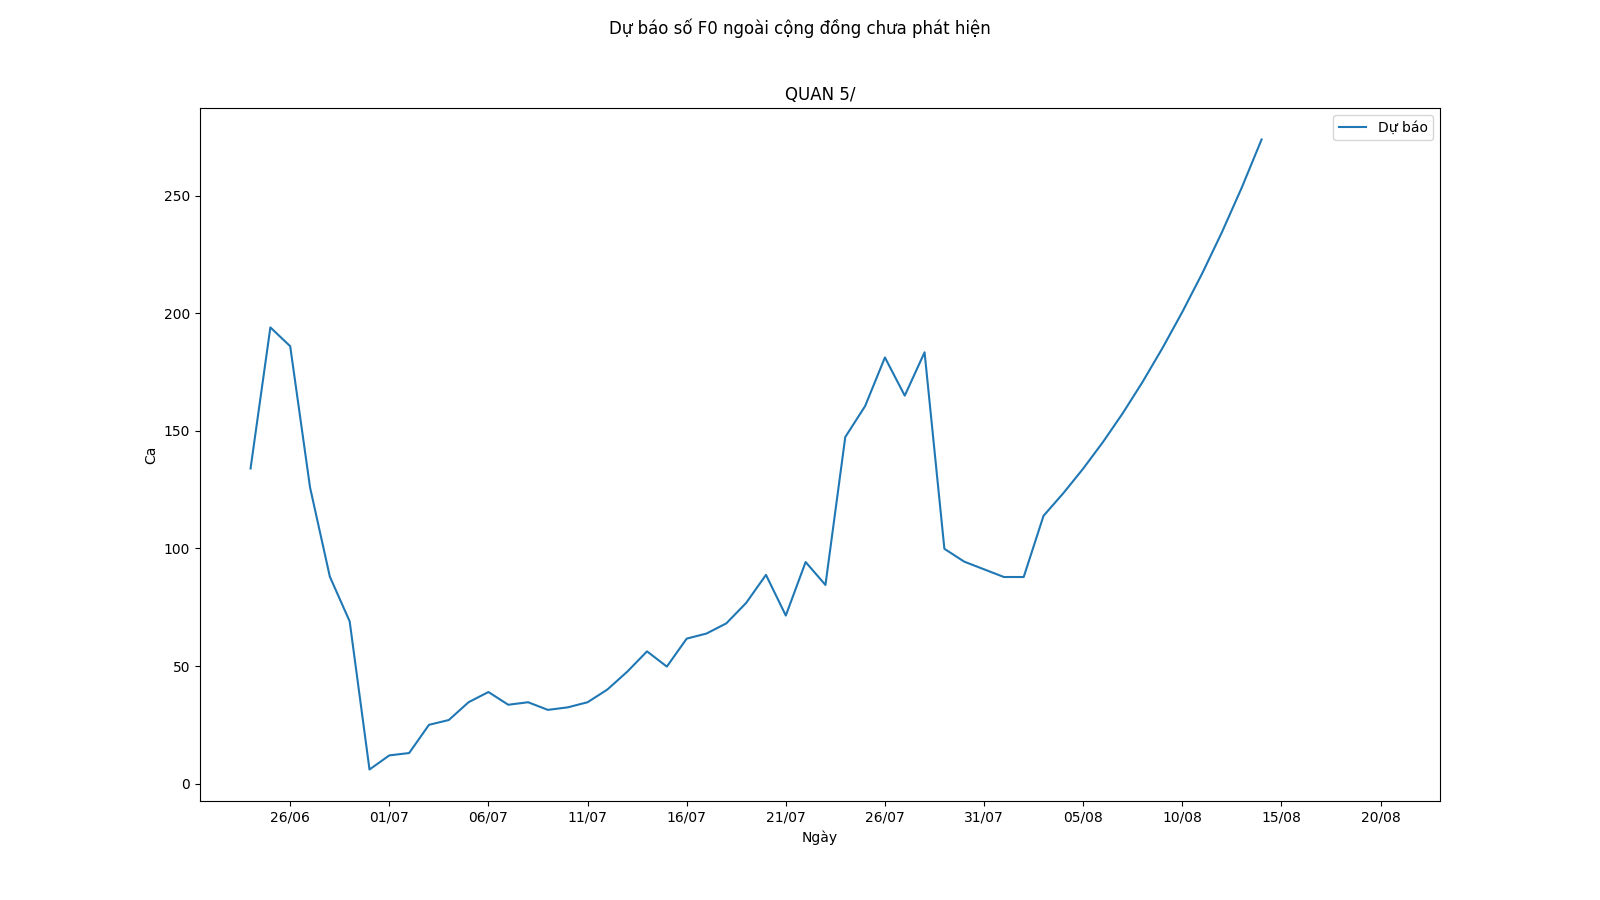 Dự báo số F0 ngoài cộng đồng chưa phát hiện
QUAN 5/
Dự báo
250
200
150
100
50
0
Ca
26/06 01/07 06/07 11/07 16/07 21/07 26/07 31/07 05/08 10/08 15/08 20/08
Ngày